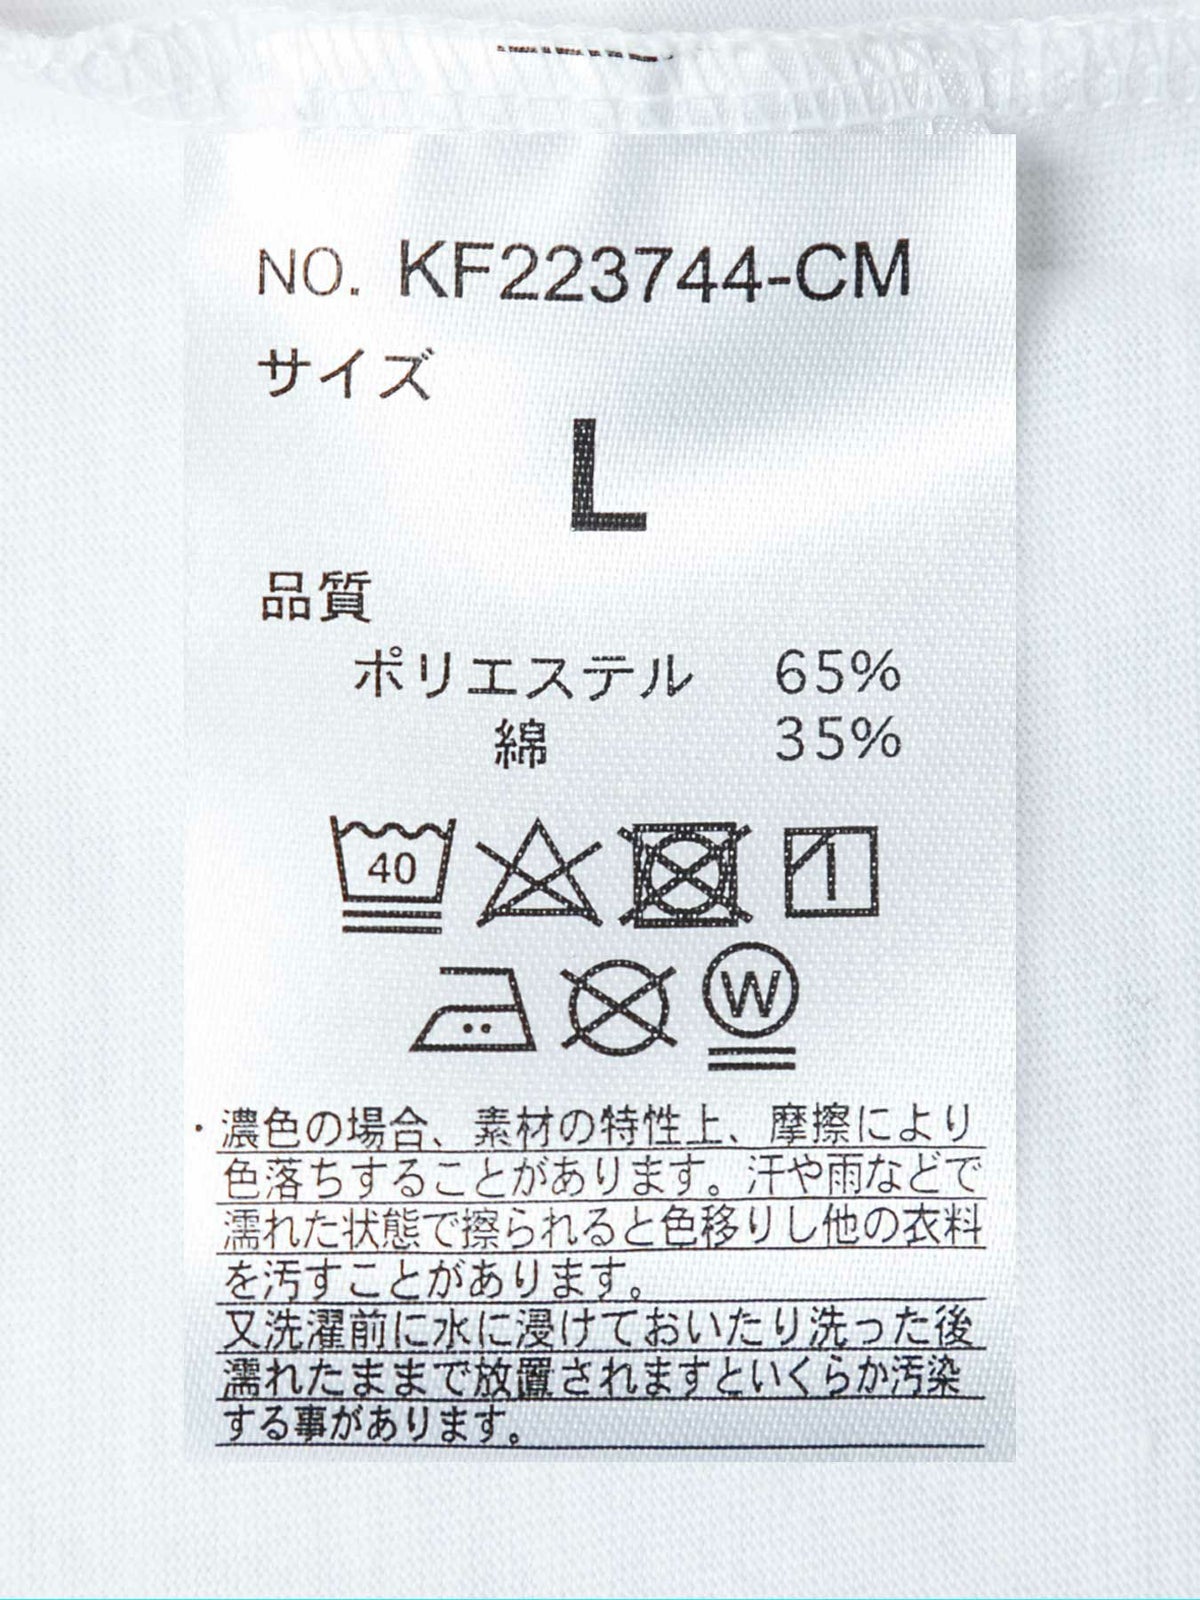 NO. KF223744-CM
サイズ
L
品質
ポリエステル 65%
綿 35%
40
W
・濃色の場合、素材の特性上、摩擦により
色落ちすることがあります。汗や雨などで
濡れた状態で擦られると色移りし他の衣料
を汚すことがあります。
又洗濯前に水に浸けておいたり洗った後
濡れたままで放置されますといくらか汚染
する事があります。